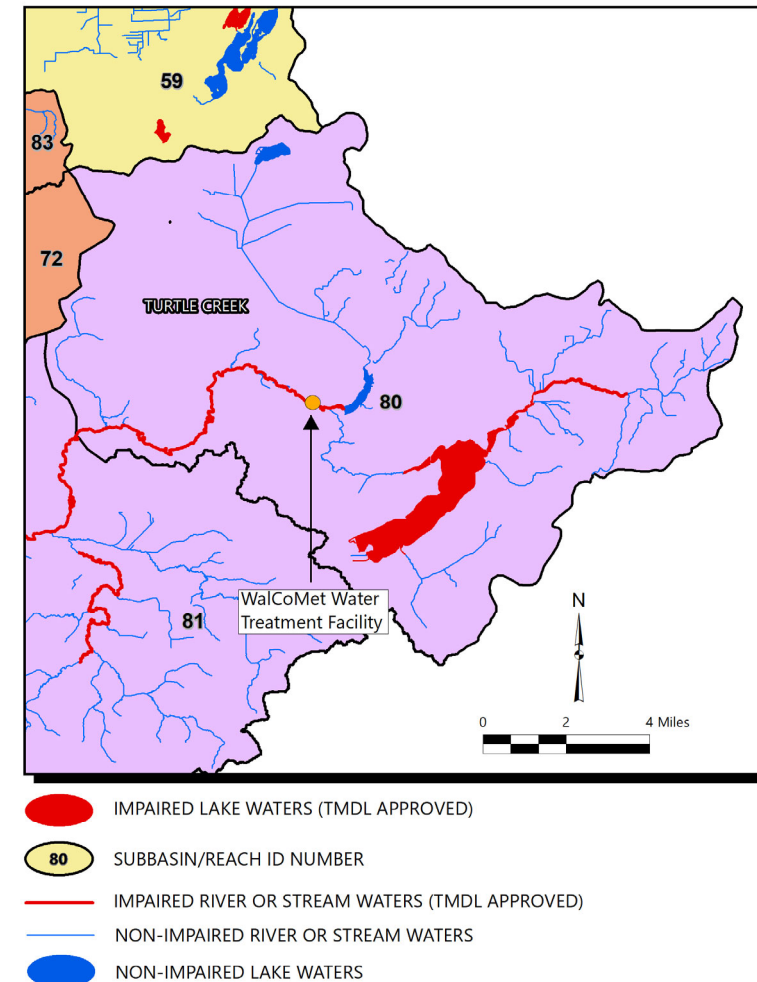 59
83
72
TURTLE CREEK
80
WalCoMet Water
Treatment Facility
81
N
0 2 4 Miles
IMPAIRED LAKE WATERS (TMDL APPROVED)
80 SUBBASIN/REACH ID NUMBER
IMPAIRED RIVER OR STREAM WATERS (TMDL APPROVED)
NON-IMPAIRED RIVER OR STREAM WATERS
NON-IMPAIRED LAKE WATERS